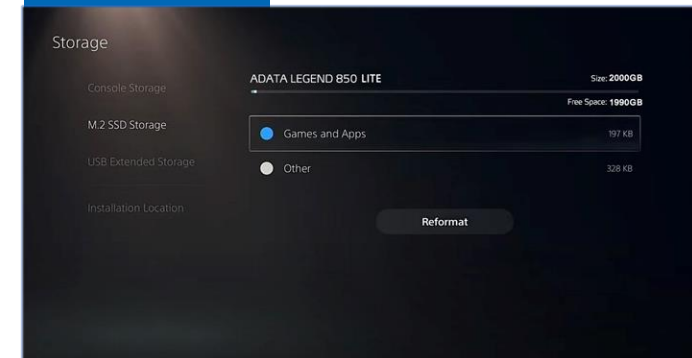 Storage
Console Storage
M.2 SSD Storage
USB Extended Storage
Installation Location
ADATA LEGEND 850 LITE
Size: 2000GB
Free Space: 1990GB
Games and Apps 197 KB
Other 328 KB
Reformat